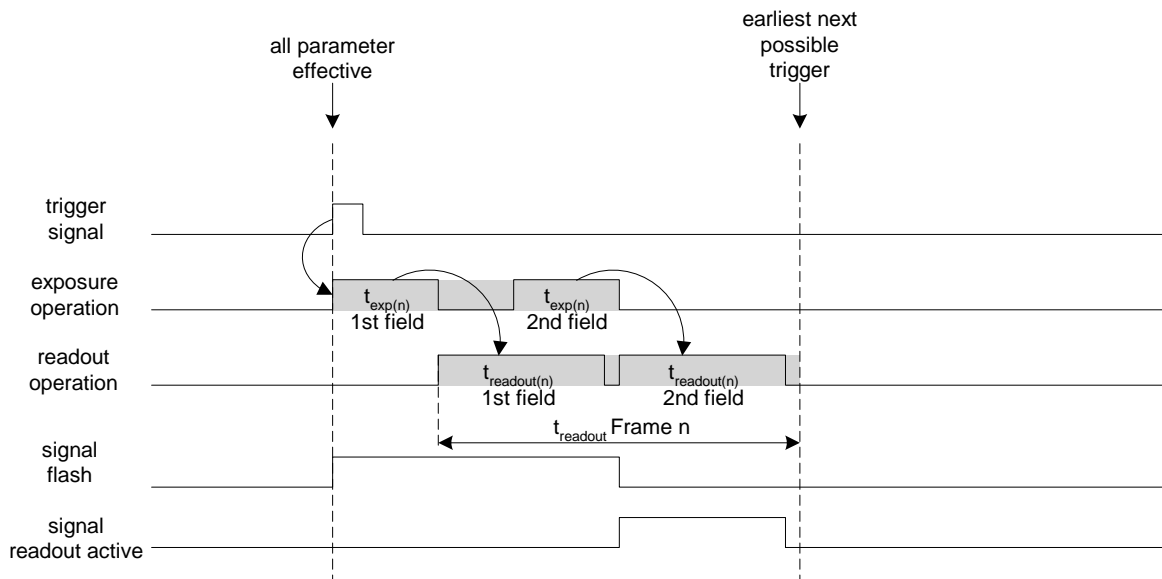 all parameter
effective
earliest next
possible
trigger
trigger
signal
exposure
operation
t_exp(n)
1st field
t_exp(n)
2nd field
readout
operation
t_readout(n)
1st field
t_readout(n)
2nd field
t_readout Frame n
signal
flash
signal
readout active